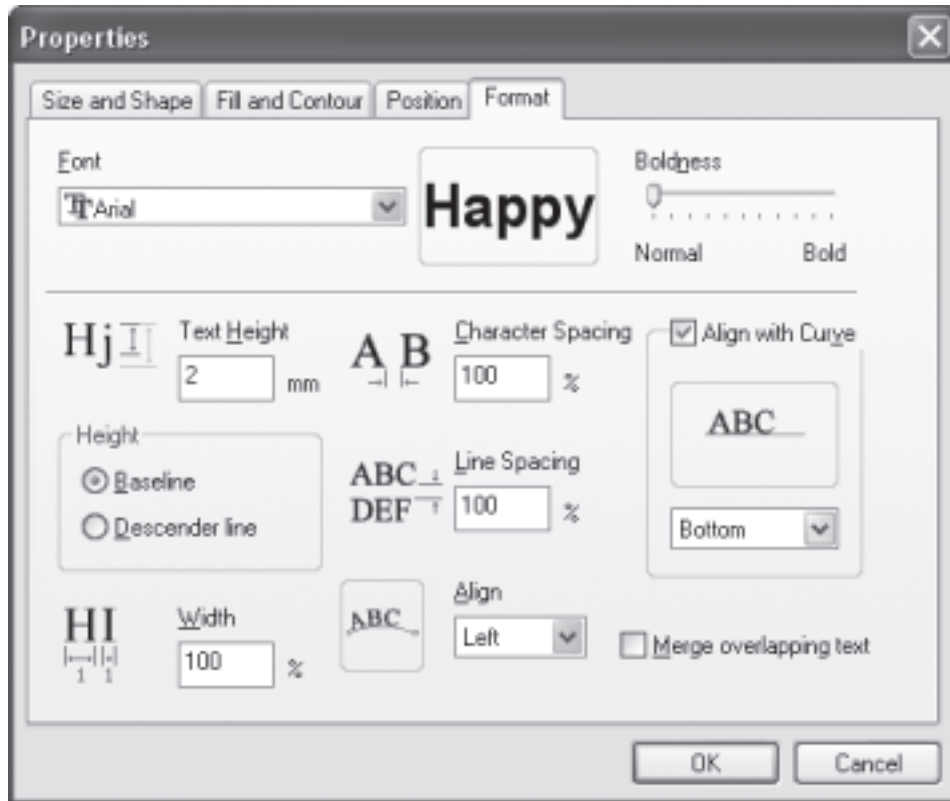 Properties
Size and Shape Fill and Contour Position Format
Font
Arial
Happy
Boldness
Normal Bold
Hj
Text Height
2 mm
A B
Character Spacing
100 %
Align with Curve
ABC
Bottom
Height
Baseline
Descender line
ABC
DEF
Line Spacing
100 %
HI
1 1
Width
100 %
ABC
Align
Left
Merge overlapping text
OK Cancel